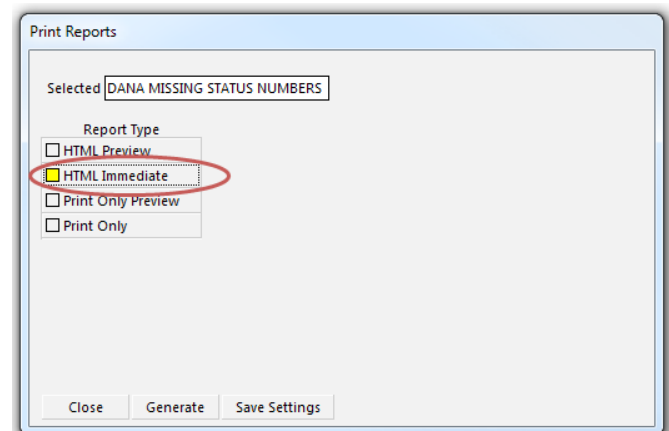 Print Reports
Selected DANA MISSING STATUS NUMBERS
Report Type
HTML Preview
HTML Immediate
Print Only Preview
Print Only
Close Generate Save Settings